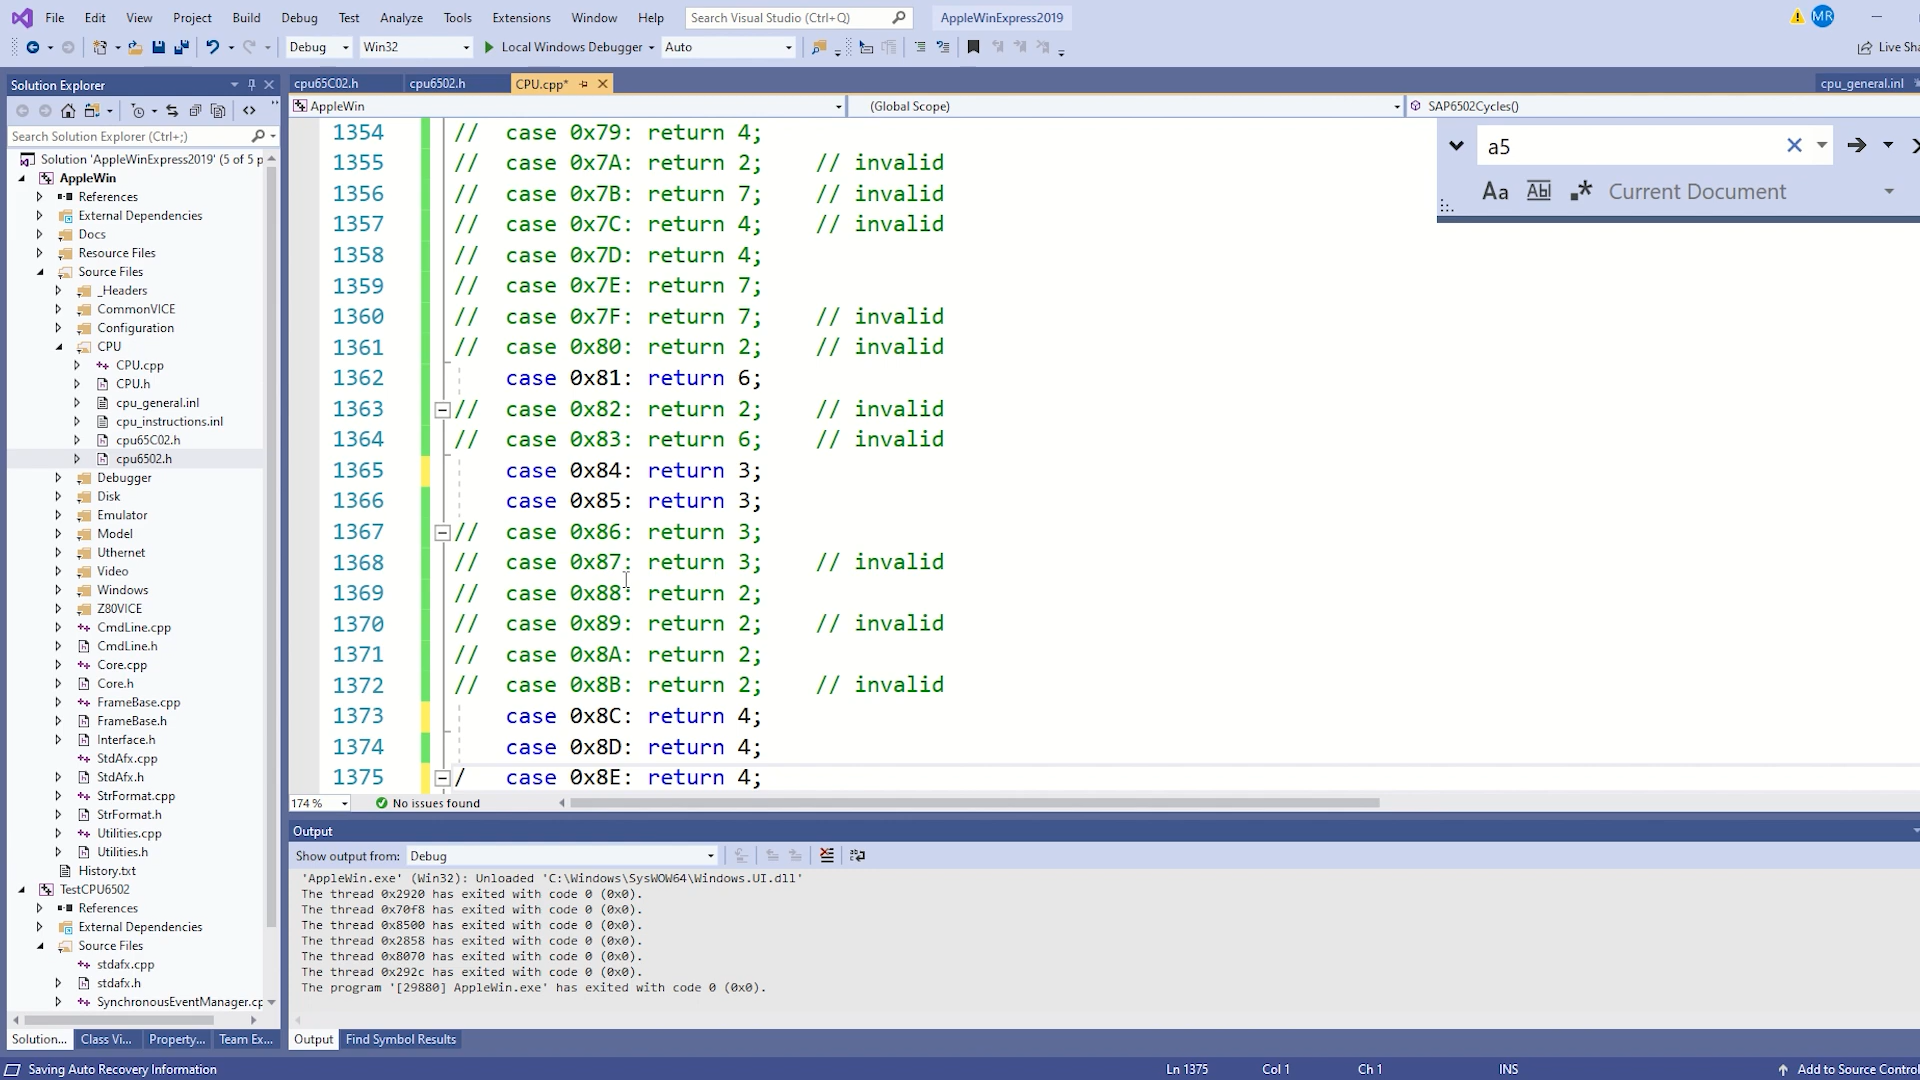 File Edit View Project Build Debug Test Analyze Tools Extensions Window Help Search Visual Studio (Ctrl+Q) AppleWinExpress2019 MR
Debug Win32 Local Windows Debugger Auto Live Sha
Solution Explorer
Search Solution Explorer (Ctrl+;)
Solution 'AppleWinExpress2019' (5 of 5 p
AppleWin
References
External Dependencies
Docs
Resource Files
Source Files
_Headers
CommonVICE
Configuration
CPU
CPU.cpp
CPU.h
cpu_general.inl
cpu_instructions.inl
cpu65C02.h
cpu6502.h
Debugger
Disk
Emulator
Model
Uthernet
Video
Windows
Z80VICE
CmdLine.cpp
CmdLine.h
Core.cpp
Core.h
FrameBase.cpp
FrameBase.h
Interface.h
StdAfx.cpp
StdAfx.h
StrFormat.cpp
StrFormat.h
Utilities.cpp
Utilities.h
History.txt
TestCPU6502
References
External Dependencies
Source Files
stdafx.cpp
stdafx.h
SynchronousEventManager.cp
Solution... Class Vi... Property... Team Ex...
cpu65C02.h cpu6502.h CPU.cpp* cpu_general.inl
AppleWin (Global Scope) SAP6502Cycles()
a5
Aa Abl .* Current Document
1354 // case 0x79: return 4;
1355 // case 0x7A: return 2; // invalid
1356 // case 0x7B: return 7; // invalid
1357 // case 0x7C: return 4; // invalid
1358 // case 0x7D: return 4;
1359 // case 0x7E: return 7;
1360 // case 0x7F: return 7; // invalid
1361 // case 0x80: return 2; // invalid
1362 case 0x81: return 6;
1363 // case 0x82: return 2; // invalid
1364 // case 0x83: return 6; // invalid
1365 case 0x84: return 3;
1366 case 0x85: return 3;
1367 // case 0x86: return 3;
1368 // case 0x87: return 3; // invalid
1369 // case 0x88: return 2;
1370 // case 0x89: return 2; // invalid
1371 // case 0x8A: return 2;
1372 // case 0x8B: return 2; // invalid
1373 case 0x8C: return 4;
1374 case 0x8D: return 4;
1375 / case 0x8E: return 4;
174 % No issues found
Output
Show output from: Debug
'AppleWin.exe' (Win32): Unloaded 'C:\Windows\SysWOW64\Windows.UI.dll'
The thread 0x2920 has exited with code 0 (0x0).
The thread 0x70f8 has exited with code 0 (0x0).
The thread 0x8500 has exited with code 0 (0x0).
The thread 0x2858 has exited with code 0 (0x0).
The thread 0x8070 has exited with code 0 (0x0).
The thread 0x292c has exited with code 0 (0x0).
The program '[29880] AppleWin.exe' has exited with code 0 (0x0).
Output Find Symbol Results
Saving Auto Recovery Information Ln 1375 Col 1 Ch 1 INS Add to Source Control